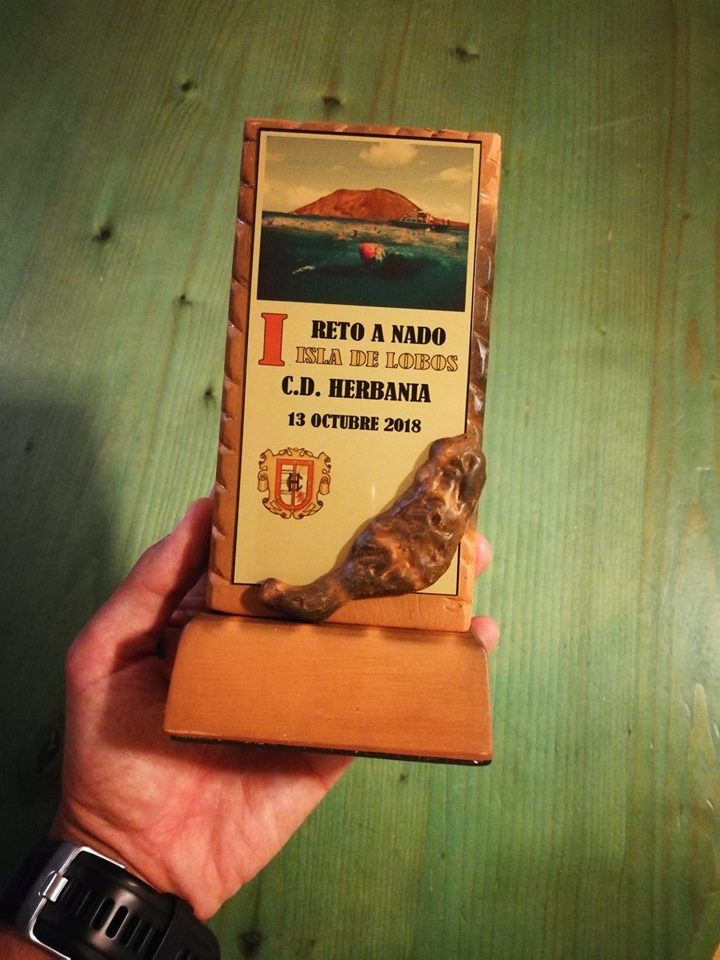 I RETO A NADO
ISLA DE LOBOS
C.D. HERBANIA
13 OCTUBRE 2018